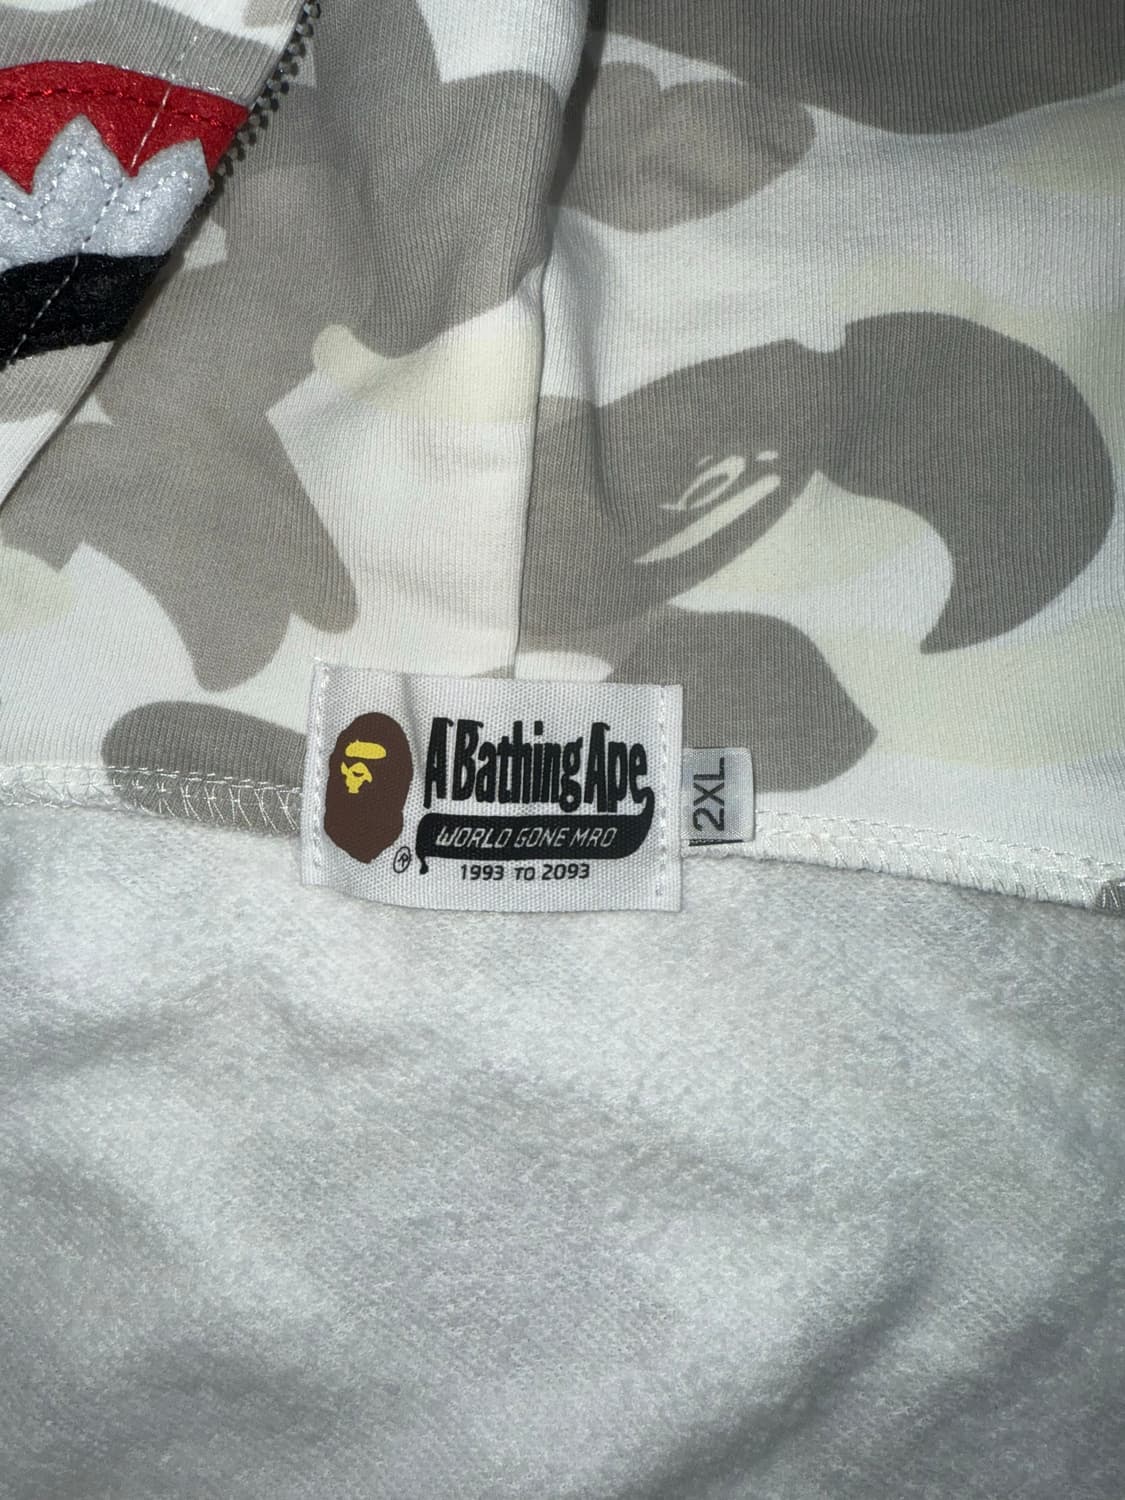 A Bathing Ape
WORLD GONE MAD
1993 TO 2093
®
2XL